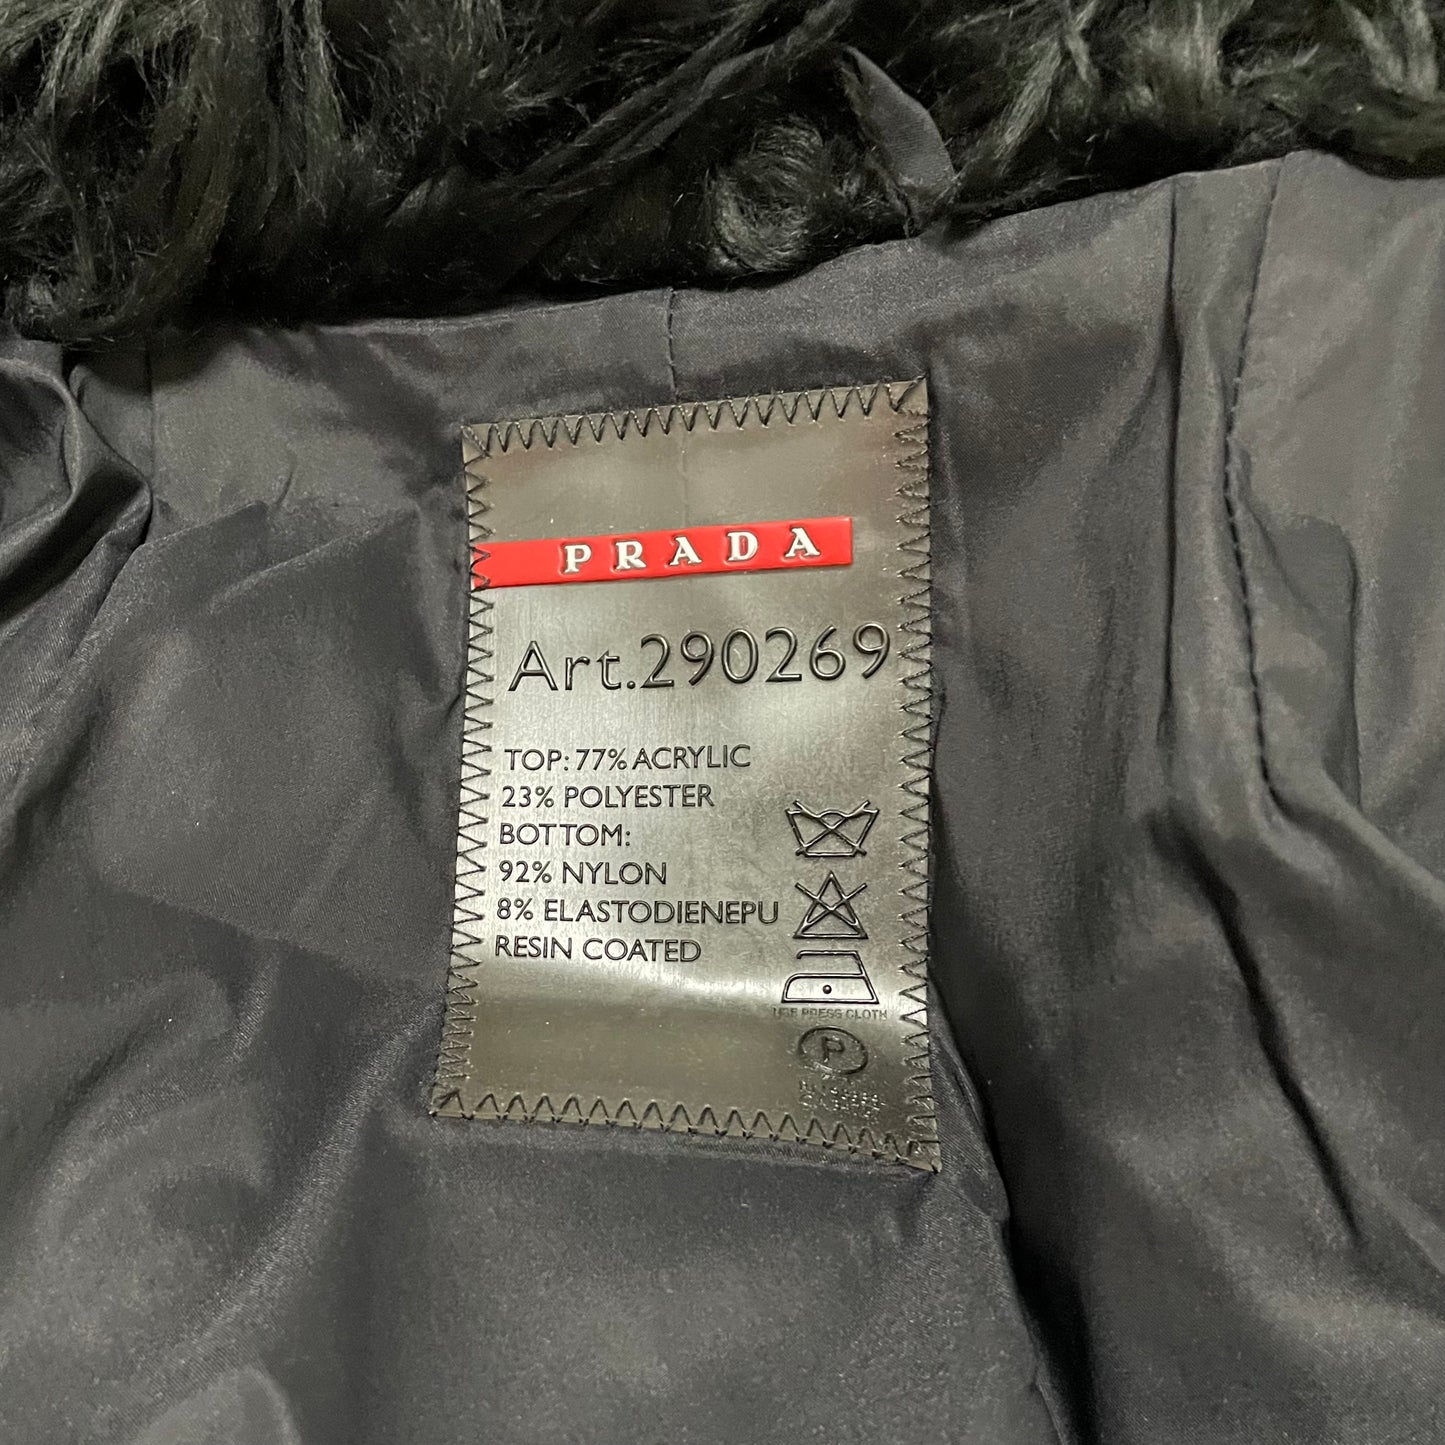 PRADA
Art.290269
TOP: 77% ACRYLIC
23% POLYESTER
BOTTOM:
92% NYLON
8% ELASTODIENEPU
RESIN COATED
USE PRESS CLOTH
P